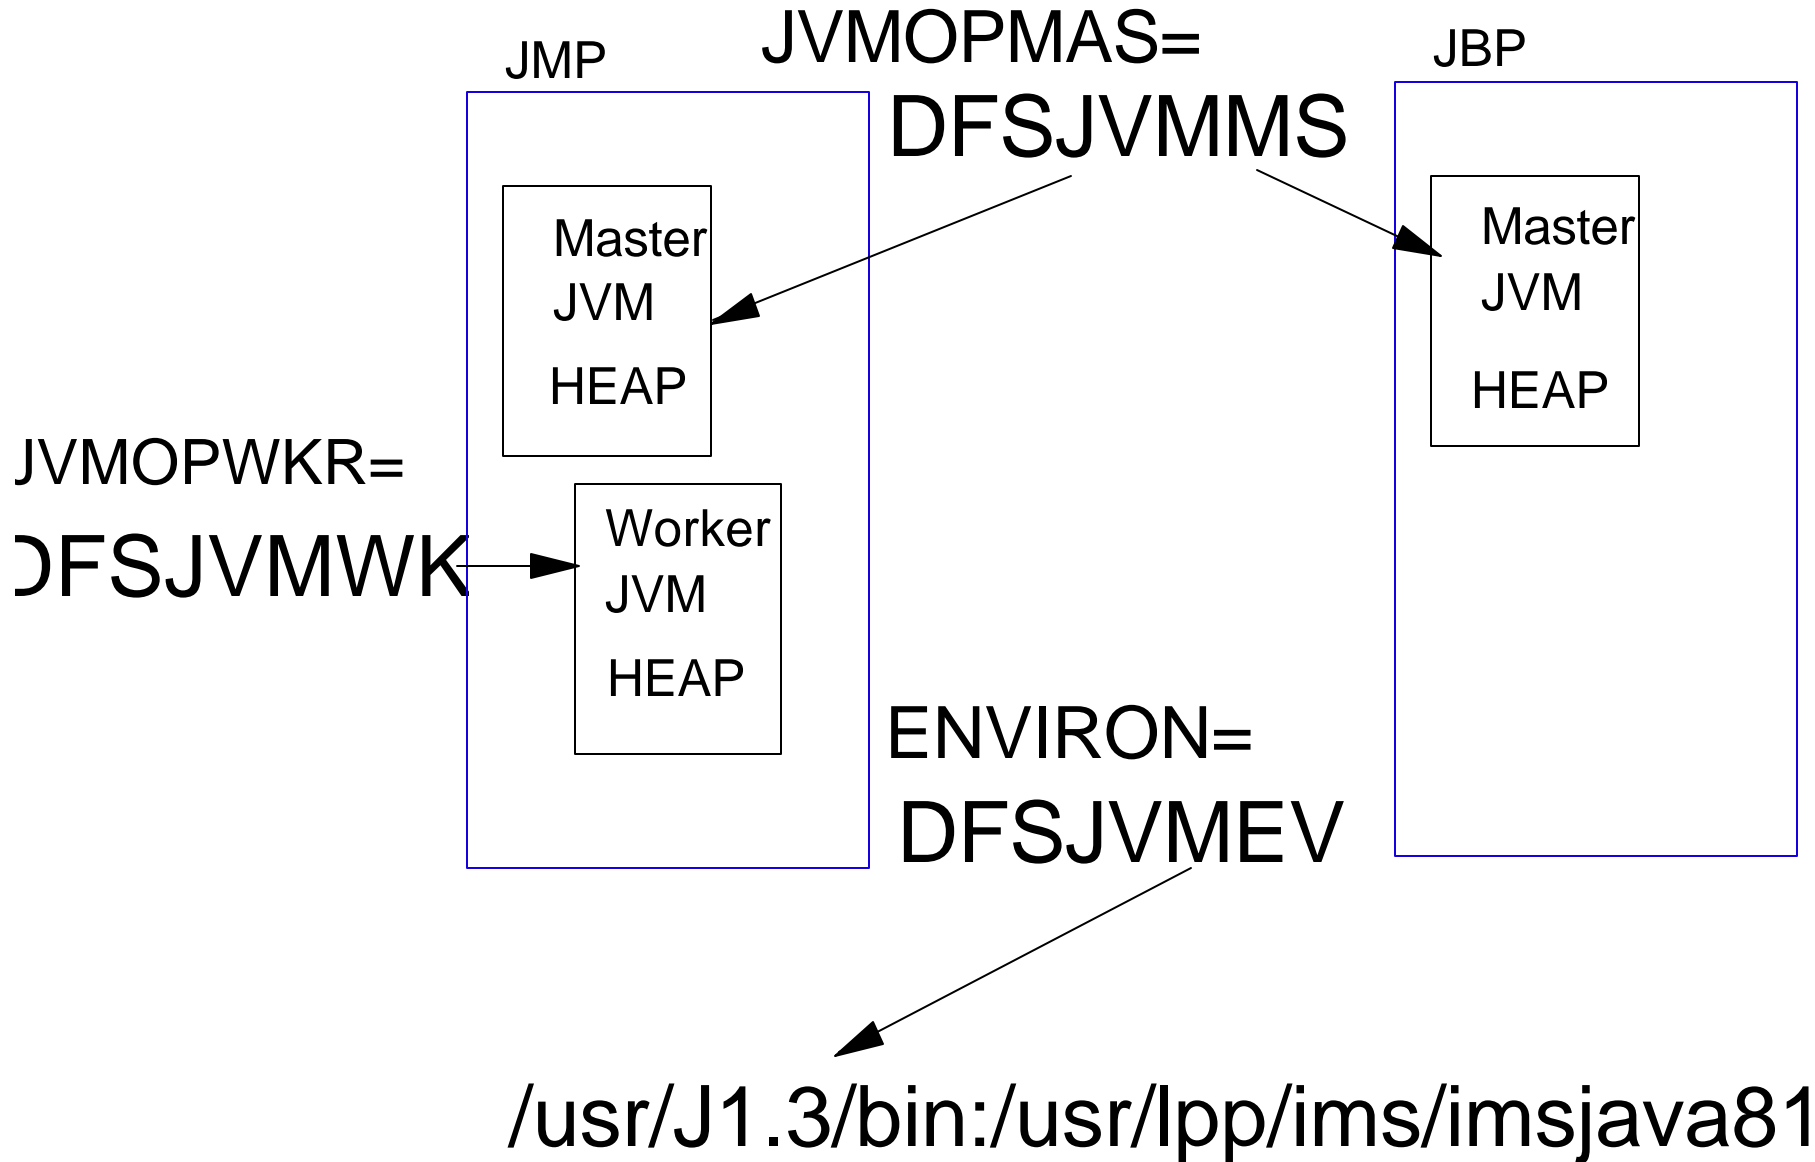 JVMOPMAS=
DFSJVMMS
JMP
Master
JVM
HEAP
JBP
Master
JVM
HEAP
JVMOPWKR=
DFSJVMWK
Worker
JVM
HEAP
ENVIRON=
DFSJVMEV
/usr/J1.3/bin:/usr/lpp/ims/imsjava81